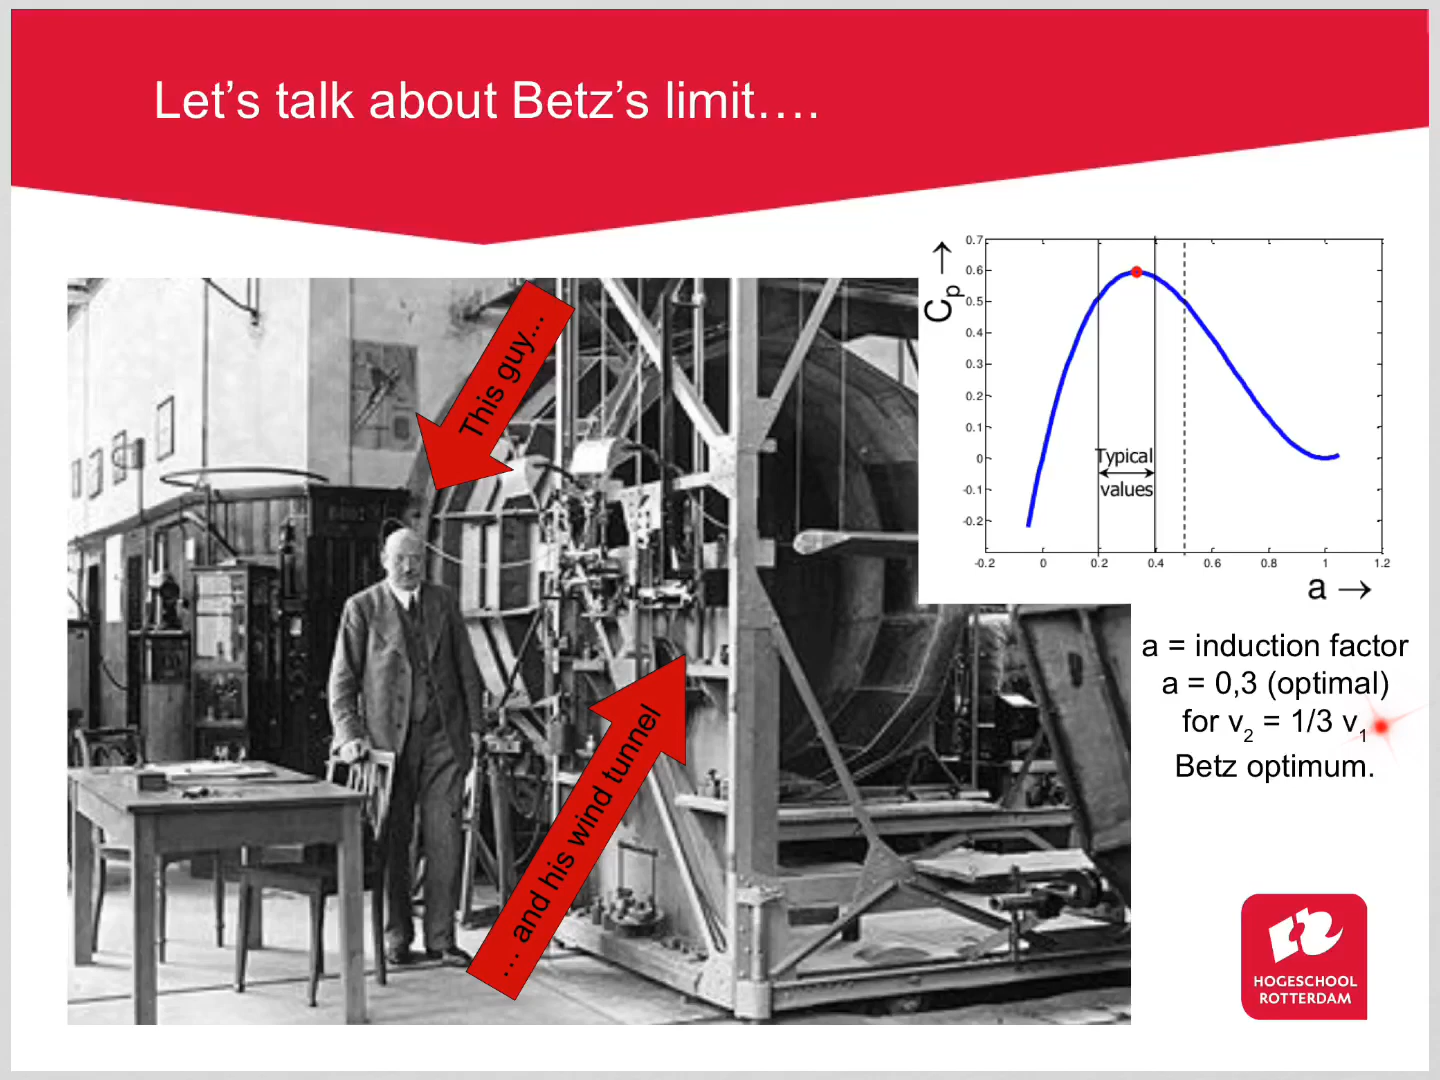 Let’s talk about Betz’s limit….
This guy...
… and his wind tunnel
Cp →
0.7
0.6
0.5
0.4
0.3
0.2
0.1
0
-0.1
-0.2
Typical
values
-0.2 0 0.2 0.4 0.6 0.8 1 1.2
a →
a = induction factor
a = 0,3 (optimal)
for v2 = 1/3 v1
Betz optimum.
HOGESCHOOL
ROTTERDAM